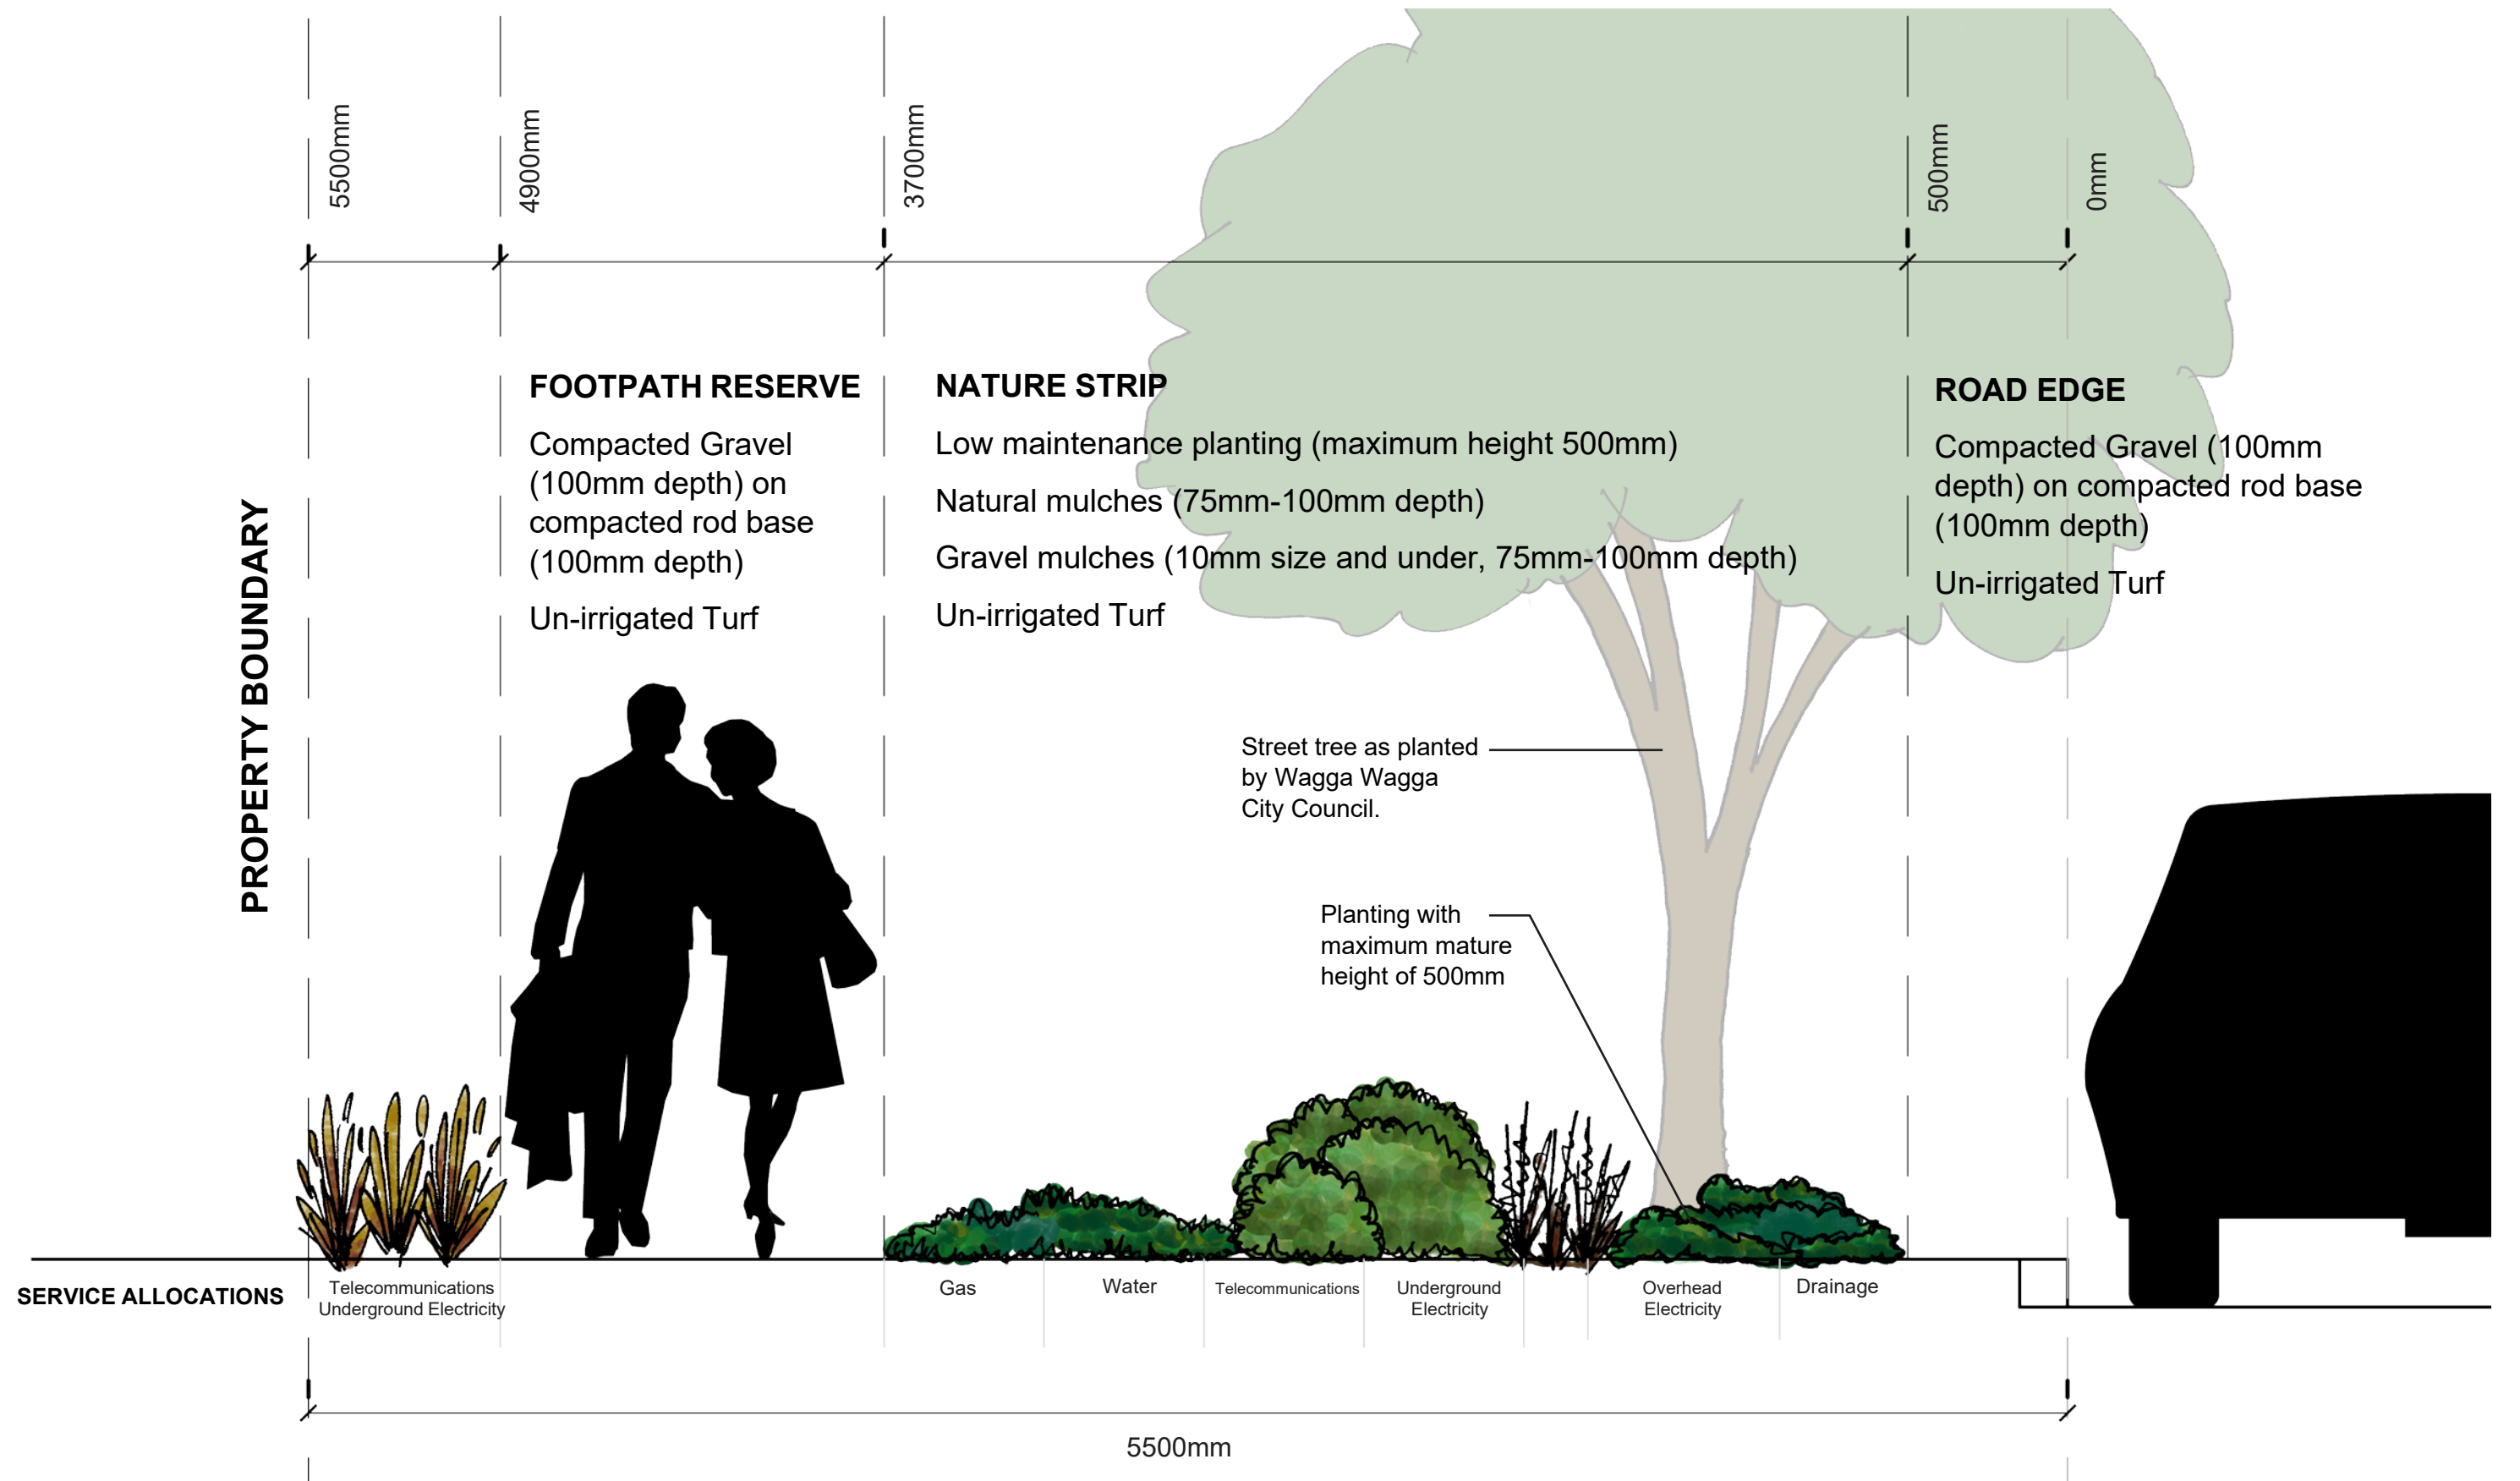 5500mm
4900mm
3700mm
500mm
0mm
PROPERTY BOUNDARY
FOOTPATH RESERVE
Compacted Gravel
(100mm depth) on
compacted rod base
(100mm depth)
Un-irrigated Turf
NATURE STRIP
Low maintenance planting (maximum height 500mm)
Natural mulches (75mm-100mm depth)
Gravel mulches (10mm size and under, 75mm-100mm depth)
Un-irrigated Turf
ROAD EDGE
Compacted Gravel (100mm
depth) on compacted rod base
(100mm depth)
Un-irrigated Turf
Street tree as planted
by Wagga Wagga
City Council.
Planting with
maximum mature
height of 500mm
SERVICE ALLOCATIONS
Telecommunications
Underground Electricity
Gas
Water
Telecommunications
Underground
Electricity
Overhead
Electricity
Drainage
5500mm